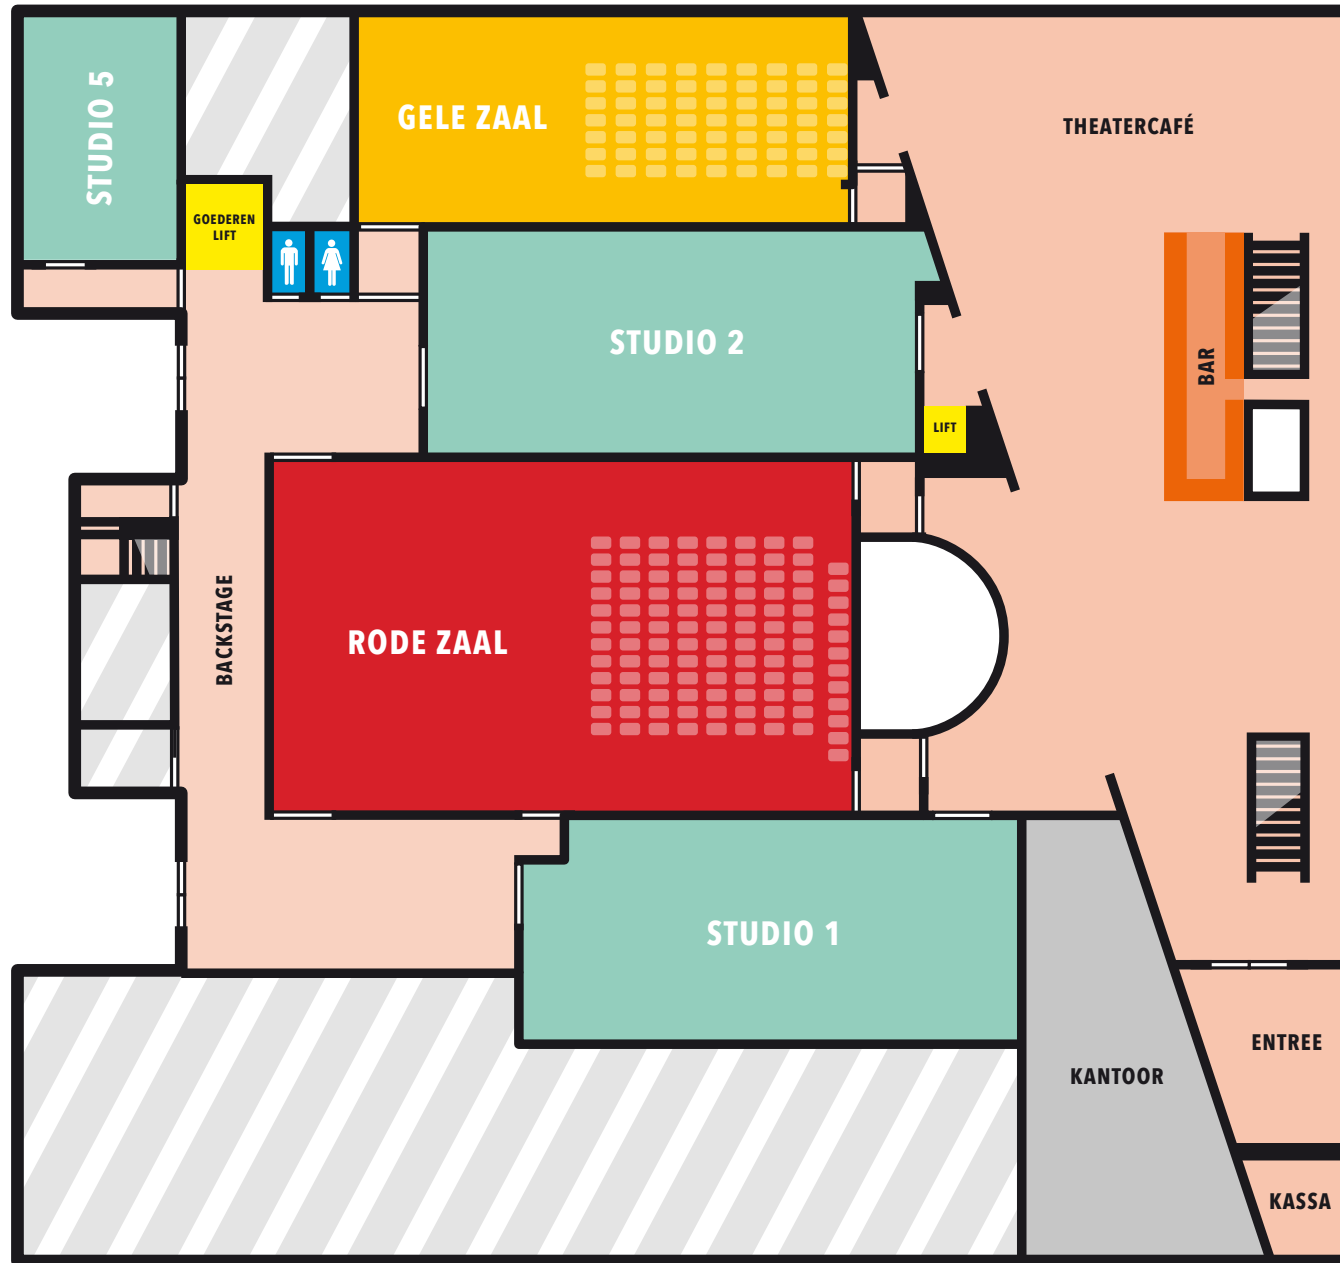 STUDIO 5
GELE ZAAL
THEATERCAFÉ
GOEDEREN
LIFT
STUDIO 2
BAR
LIFT
BACKSTAGE
RODE ZAAL
STUDIO 1
ENTREE
KANTOOR
KASSA